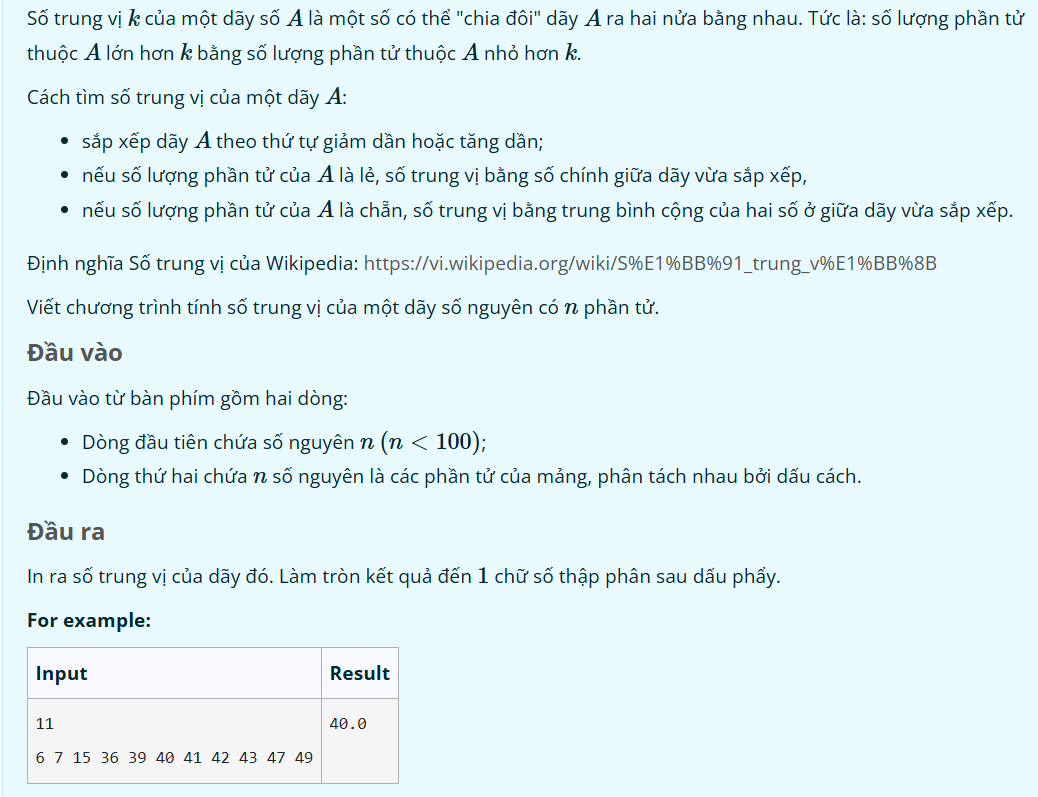 Số trung vị k của một dãy số A là một số có thể "chia đôi" dãy A ra hai nửa bằng nhau. Tức là: số lượng phần tử
thuộc A lớn hơn k bằng số lượng phần tử thuộc A nhỏ hơn k.
Cách tìm số trung vị của một dãy A:
• sắp xếp dãy A theo thứ tự giảm dần hoặc tăng dần;
• nếu số lượng phần tử của A là lẻ, số trung vị bằng số chính giữa dãy vừa sắp xếp,
• nếu số lượng phần tử của A là chẵn, số trung vị bằng trung bình cộng của hai số ở giữa dãy vừa sắp xếp.
Định nghĩa Số trung vị của Wikipedia: https://vi.wikipedia.org/wiki/S%E1%BB%91_trung_v%E1%BB%8B
Viết chương trình tính số trung vị của một dãy số nguyên có n phần tử.
Đầu vào
Đầu vào từ bàn phím gồm hai dòng:
• Dòng đầu tiên chứa số nguyên n (n < 100);
• Dòng thứ hai chứa n số nguyên là các phần tử của mảng, phân tách nhau bởi dấu cách.
Đầu ra
In ra số trung vị của dãy đó. Làm tròn kết quả đến 1 chữ số thập phân sau dấu phẩy.
For example:
Input Result
11 40.0
6 7 15 36 39 40 41 42 43 47 49